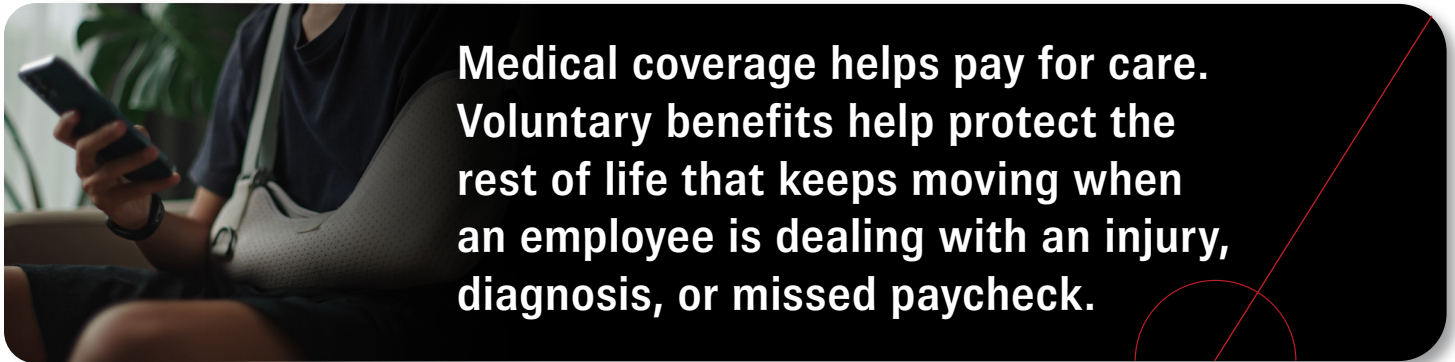 Medical coverage helps pay for care.
Voluntary benefits help protect the
rest of life that keeps moving when
an employee is dealing with an injury,
diagnosis, or missed paycheck.